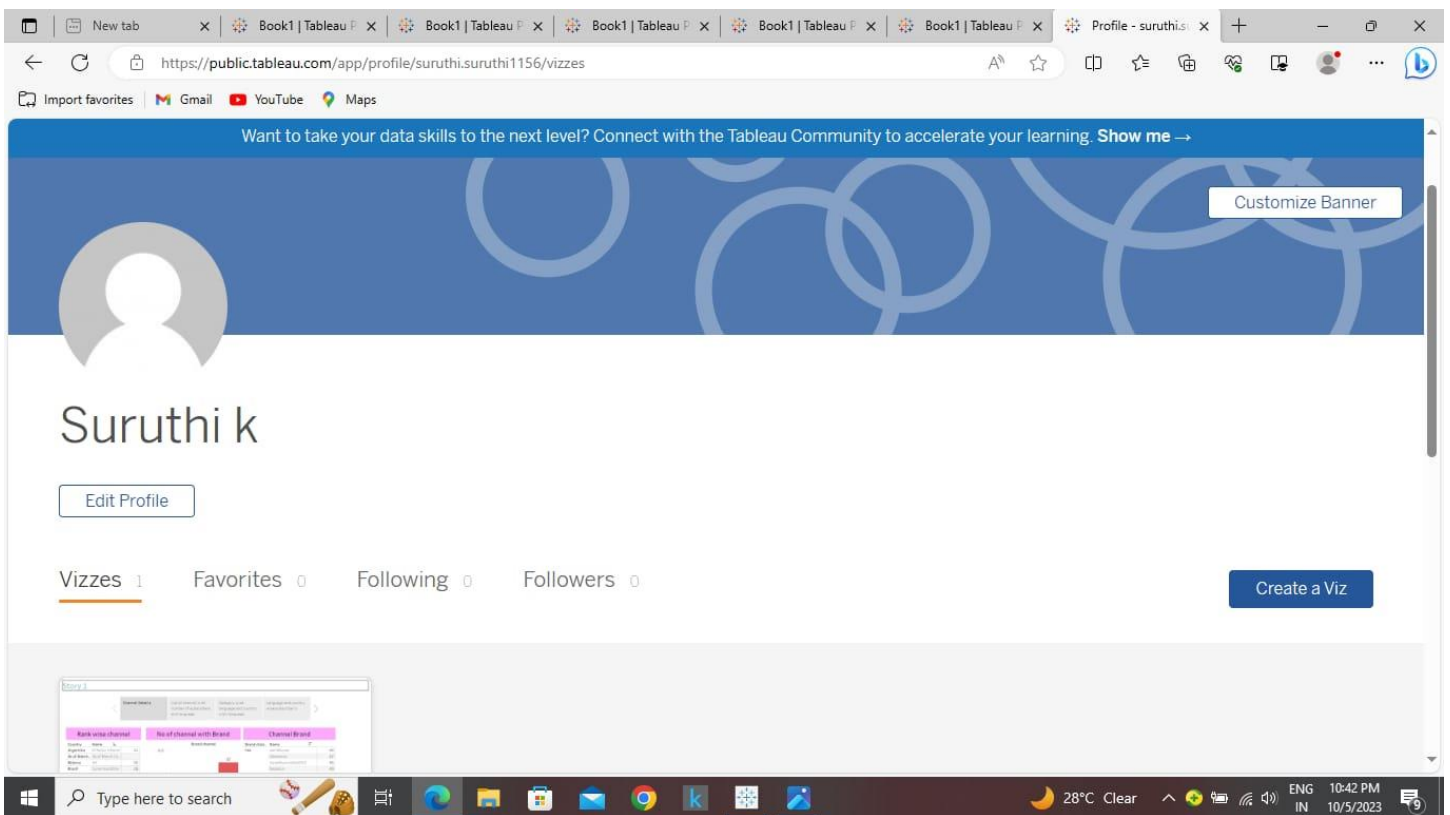 New tab
Book1 | Tableau P
Book1 | Tableau P
Book1 | Tableau P
Book1 | Tableau P
Book1 | Tableau P
Profile - suruthi.su
https://public.tableau.com/app/profile/suruthi.suruthi1156/vizzes
Import favorites
Gmail
YouTube
Maps
Want to take your data skills to the next level? Connect with the Tableau Community to accelerate your learning. Show me →
Customize Banner
Suruthi k
Edit Profile
Vizzes 1 Favorites 0 Following 0 Followers 0
Create a Viz
Story 1
Rank wise channel No of channel with Brand Channel Brand
Type here to search
k
28°C Clear
ENG 10:42 PM
IN 10/5/2023
9